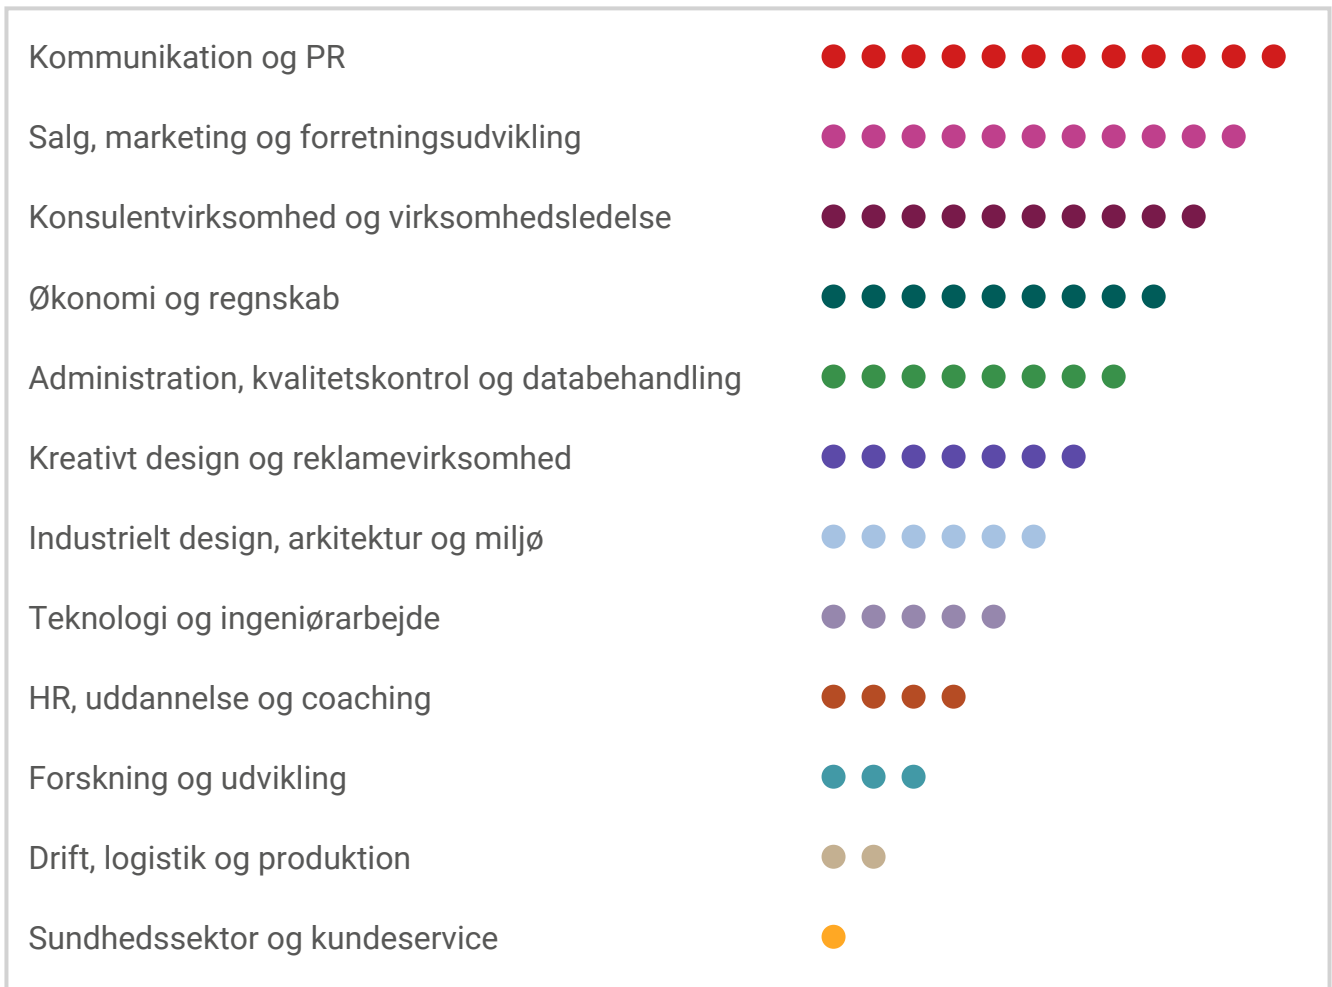 Kommunikation og PR
Salg, marketing og forretningsudvikling
Konsulentvirksomhed og virksomhedsledelse
Økonomi og regnskab
Administration, kvalitetskontrol og databehandling
Kreativt design og reklamevirksomhed
Industrielt design, arkitektur og miljø
Teknologi og ingeniørarbejde
HR, uddannelse og coaching
Forskning og udvikling
Drift, logistik og produktion
Sundhedssektor og kundeservice